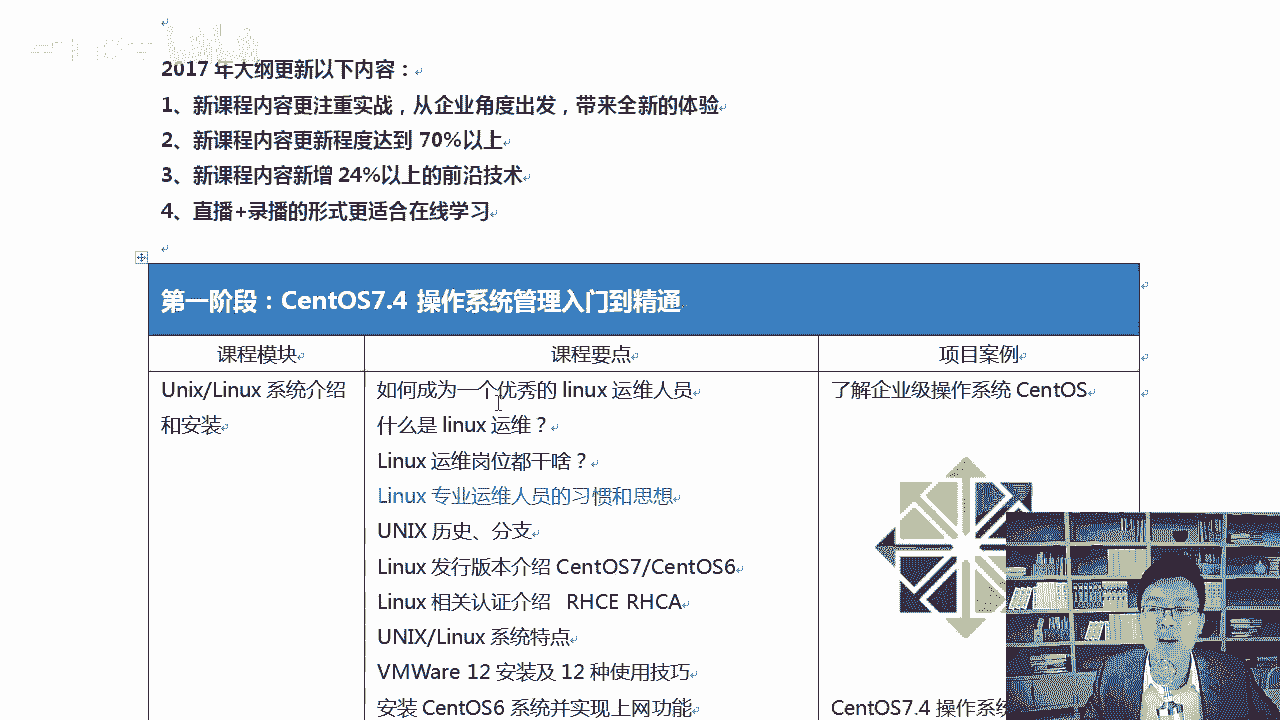 2017 年大纲更新以下内容：
1、新课程内容更注重实战，从企业角度出发，带来全新的体验
2、新课程内容更新程度达到 70%以上
3、新课程内容新增 24%以上的前沿技术
4、直播+录播的形式更适合在线学习
第一阶段：CentOS7.4 操作系统管理入门到精通
课程模块 课程要点 项目案例
Unix/Linux 系统介绍 如何成为一个优秀的 linux 运维人员 了解企业级操作系统 CentOS
和安装 什么是 linux 运维？
Linux 运维岗位都干啥？
Linux 专业运维人员的习惯和思想
UNIX 历史、分支
Linux 发行版本介绍 CentOS7/CentOS6
Linux 相关认证介绍 RHCE RHCA
UNIX/Linux 系统特点
VMWare 12 安装及 12 种使用技巧
安装 CentOS6 系统并实现上网功能 CentOS7.4 操作系